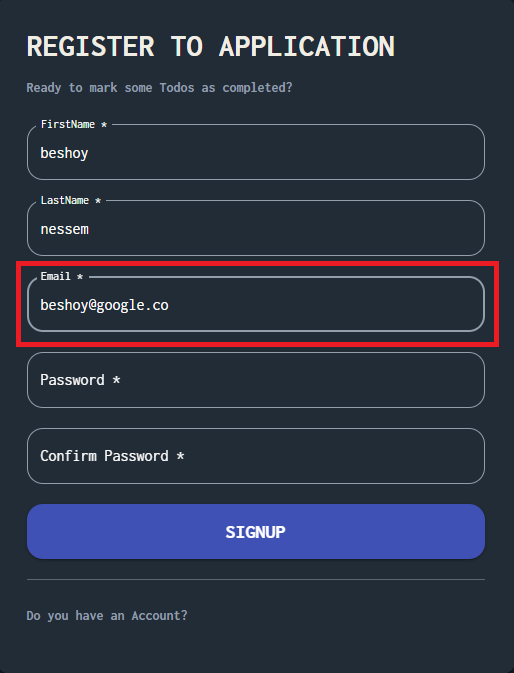 REGISTER TO APPLICATION
Ready to mark some Todos as completed?
FirstName *
beshoy
LastName *
nessem
Email *
beshoy@google.co
Password *
Confirm Password *
SIGNUP
Do you have an Account?